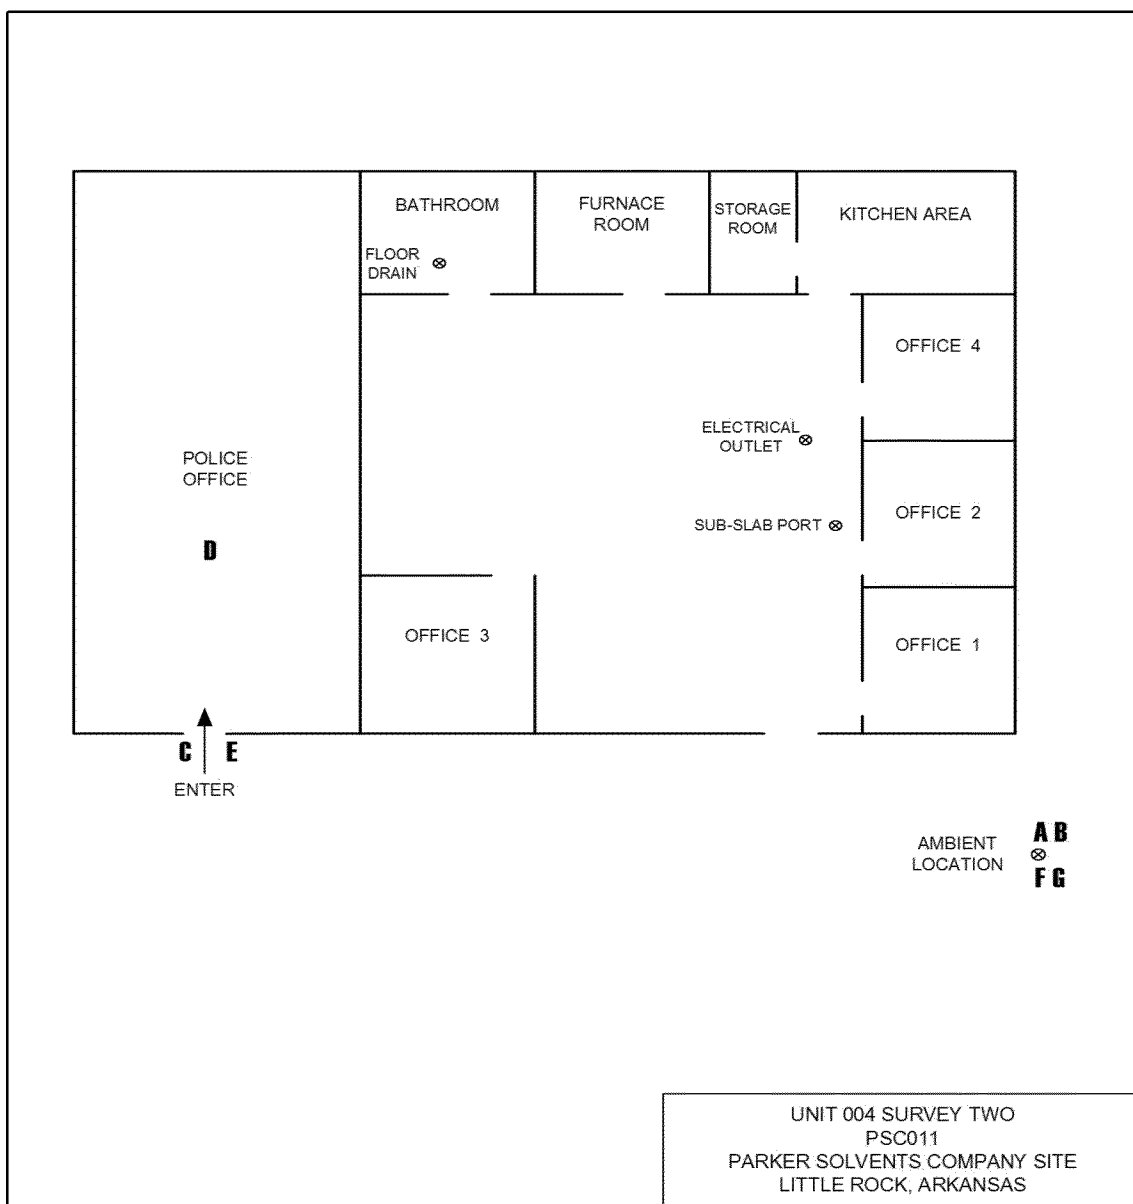 BATHROOM
FURNACE
ROOM
STORAGE
ROOM
KITCHEN AREA
FLOOR
DRAIN
OFFICE 4
ELECTRICAL
OUTLET
POLICE
OFFICE
SUB-SLAB PORT
OFFICE 2
D
OFFICE 3
OFFICE 1
C E
ENTER
AMBIENT
LOCATION
A B
F G
UNIT 004 SURVEY TWO
PSC011
PARKER SOLVENTS COMPANY SITE
LITTLE ROCK, ARKANSAS